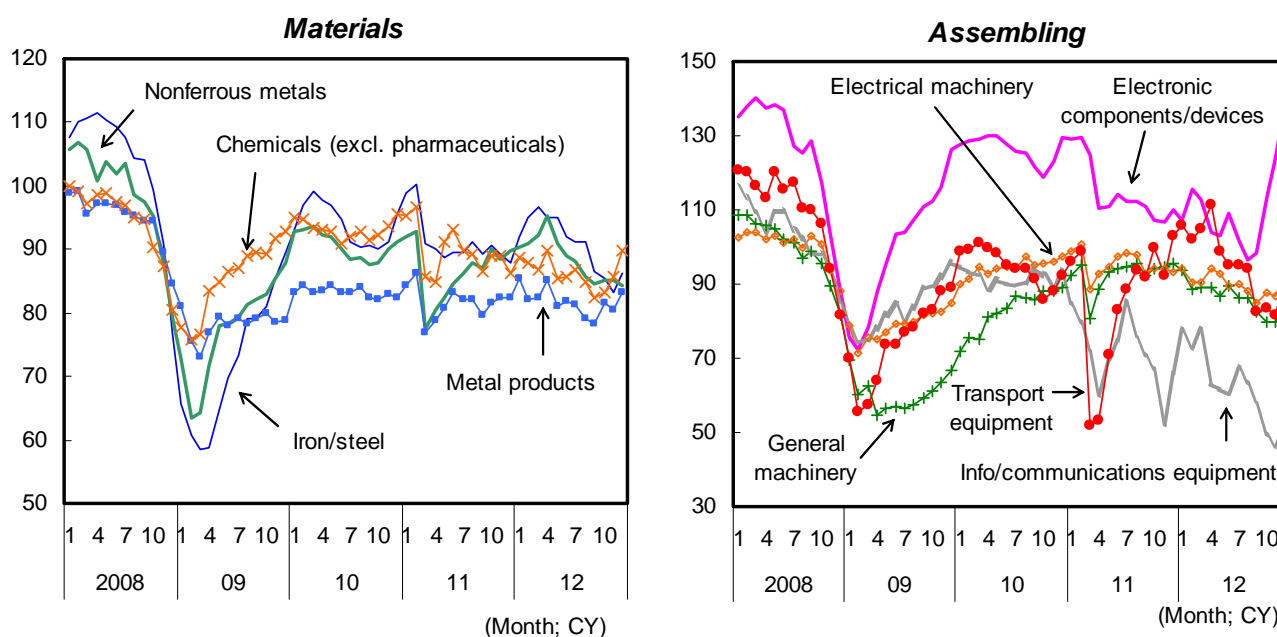 Materials
120
110
100
90
80
70
60
50
Nonferrous metals
Chemicals (excl. pharmaceuticals)
Metal products
Iron/steel
1 4 7 10 1 4 7 10 1 4 7 10 1 4 7 10 1 4 7 10
2008 09 10 11 12
(Month; CY)
Assembling
150
130
110
90
70
50
30
Electrical machinery
Electronic
components/devices
Transport
equipment
General
machinery
Info/communications equipment
1 4 7 10 1 4 7 10 1 4 7 10 1 4 7 10 1 4 7 10
2008 09 10 11 12
(Month; CY)